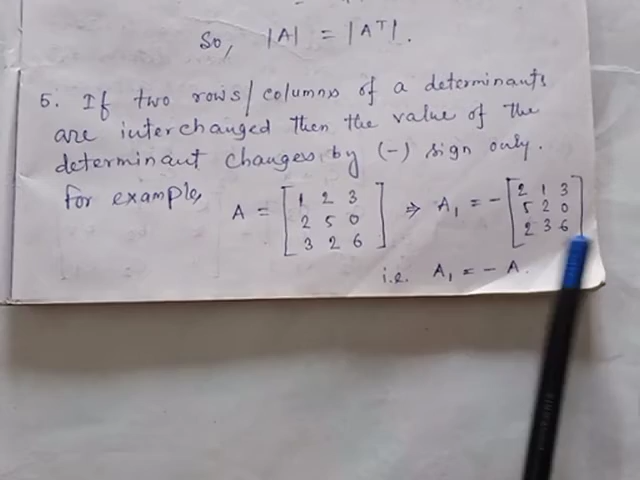 So, |A| = |Aᵀ|.
5. If two rows/columns of a determinants
are interchanged then the value of the
determinant changes by (-) sign only.
For example, A = [1 2 3 ⇒ A₁ = - [2 1 3
2 5 0 5 2 0
3 2 6] 2 3 6]
i.e. A₁ = - A.